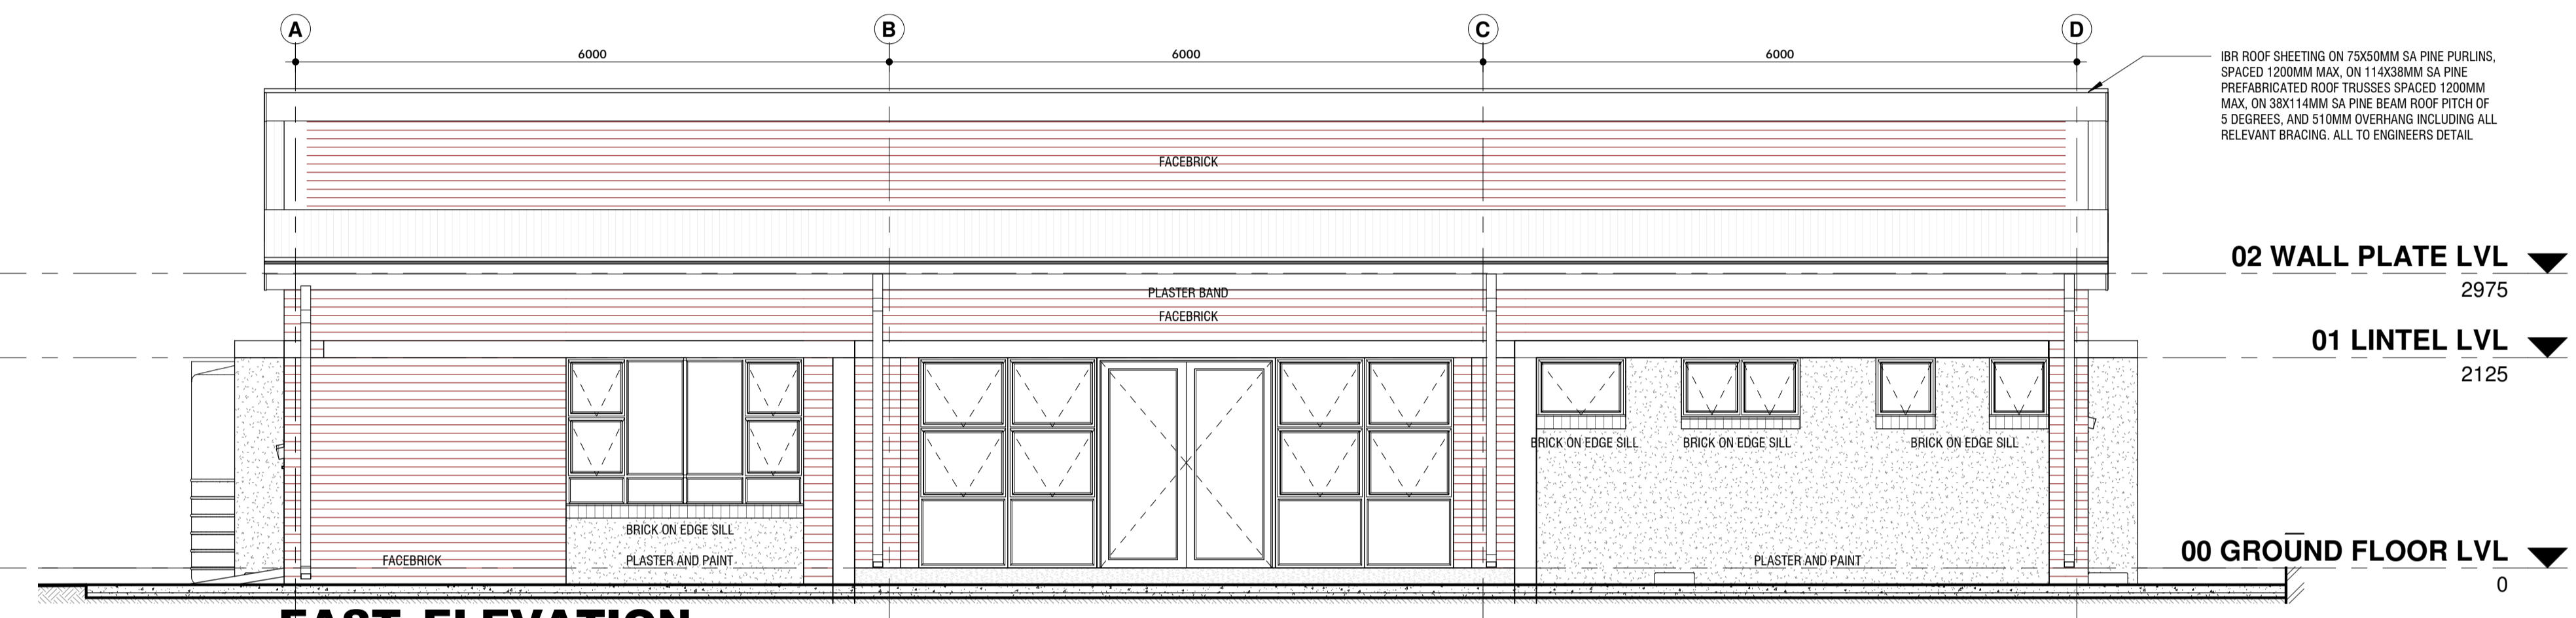 A
B
C
D
6000
6000
6000
IBR ROOF SHEETING ON 75X50MM SA PINE PURLINS,
SPACED 1200MM MAX, ON 114X38MM SA PINE
PREFABRICATED ROOF TRUSSES SPACED 1200MM
MAX, ON 38X114MM SA PINE BEAM ROOF PITCH OF
5 DEGREES, AND 510MM OVERHANG INCLUDING ALL
RELEVANT BRACING. ALL TO ENGINEERS DETAIL
FACEBRICK
02 WALL PLATE LVL
2975
PLASTER BAND
FACEBRICK
01 LINTEL LVL
2125
BRICK ON EDGE SILL
BRICK ON EDGE SILL
BRICK ON EDGE SILL
BRICK ON EDGE SILL
FACEBRICK
PLASTER AND PAINT
PLASTER AND PAINT
00 GROUND FLOOR LVL
0
EAST ELEVATION